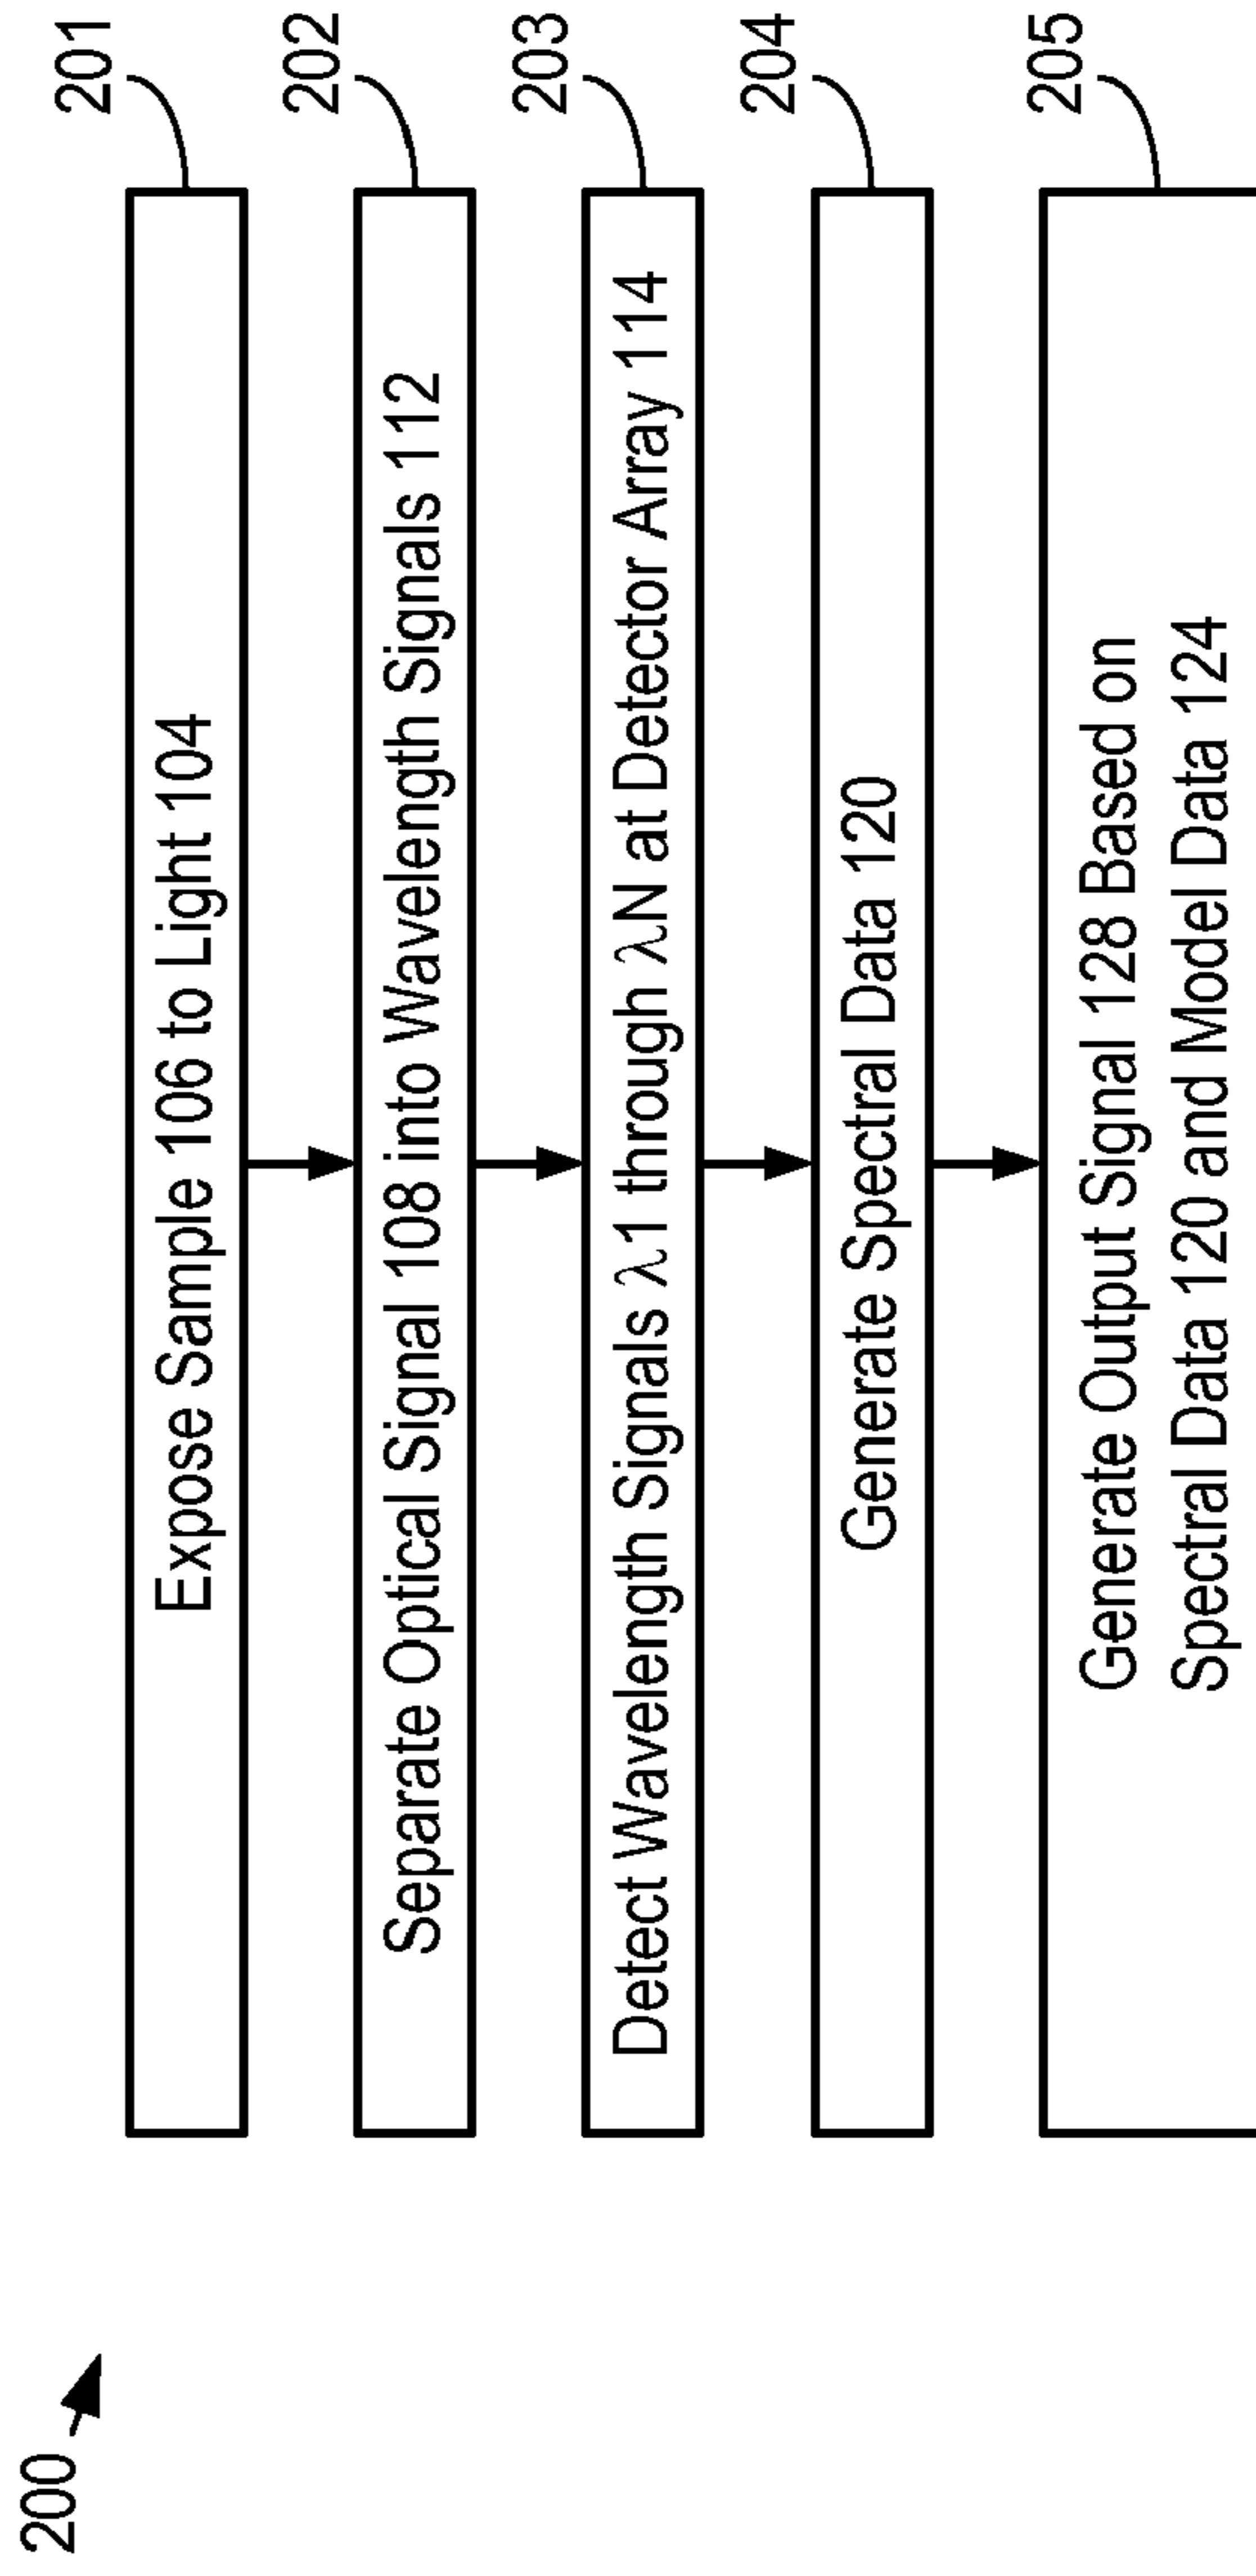 200
201
Expose Sample 106 to Light 104
202
Separate Optical Signal 108 into Wavelength Signals 112
203
Detect Wavelength Signals λ1 through λN at Detector Array 114
204
Generate Spectral Data 120
205
Generate Output Signal 128 Based on
Spectral Data 120 and Model Data 124